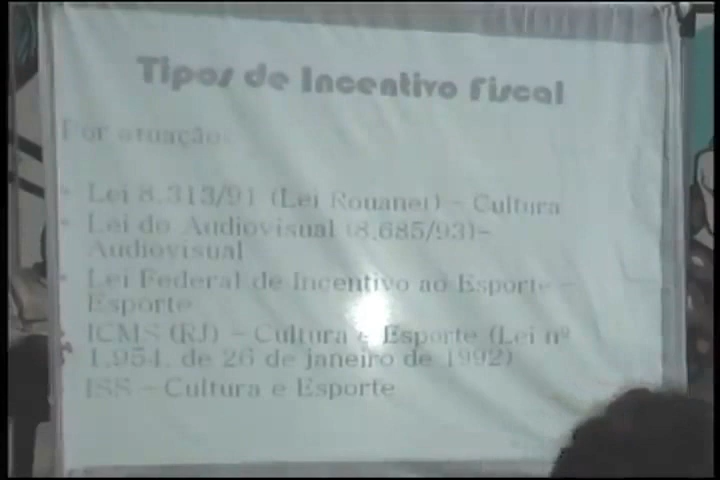 Tipos de Incentivo Fiscal
Por atuação:
• Lei 8.313/91 (Lei Rouanet) – Cultura
• Lei do Audiovisual (8.685/93)–
Audiovisual
• Lei Federal de Incentivo ao Esporte –
Esporte
• ICMS (RJ) – Cultura e Esporte (Lei nº
1.954, de 26 de janeiro de 1992)
ISS – Cultura e Esporte